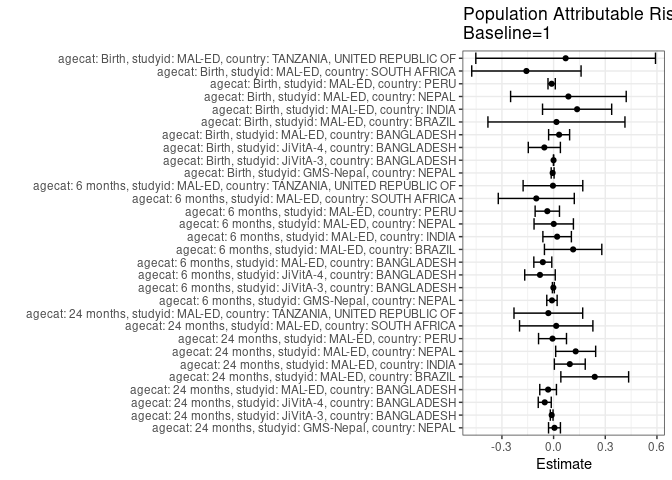 Population Attributable Ris
Baseline=1
agecat: Birth, studyid: MAL-ED, country: TANZANIA, UNITED REPUBLIC OF
agecat: Birth, studyid: MAL-ED, country: SOUTH AFRICA
agecat: Birth, studyid: MAL-ED, country: PERU
agecat: Birth, studyid: MAL-ED, country: NEPAL
agecat: Birth, studyid: MAL-ED, country: INDIA
agecat: Birth, studyid: MAL-ED, country: BRAZIL
agecat: Birth, studyid: MAL-ED, country: BANGLADESH
agecat: Birth, studyid: JiVitA-4, country: BANGLADESH
agecat: Birth, studyid: JiVitA-3, country: BANGLADESH
agecat: Birth, studyid: GMS-Nepal, country: NEPAL
agecat: 6 months, studyid: MAL-ED, country: TANZANIA, UNITED REPUBLIC OF
agecat: 6 months, studyid: MAL-ED, country: SOUTH AFRICA
agecat: 6 months, studyid: MAL-ED, country: PERU
agecat: 6 months, studyid: MAL-ED, country: NEPAL
agecat: 6 months, studyid: MAL-ED, country: INDIA
agecat: 6 months, studyid: MAL-ED, country: BRAZIL
agecat: 6 months, studyid: MAL-ED, country: BANGLADESH
agecat: 6 months, studyid: JiVitA-4, country: BANGLADESH
agecat: 6 months, studyid: JiVitA-3, country: BANGLADESH
agecat: 6 months, studyid: GMS-Nepal, country: NEPAL
agecat: 24 months, studyid: MAL-ED, country: TANZANIA, UNITED REPUBLIC OF
agecat: 24 months, studyid: MAL-ED, country: SOUTH AFRICA
agecat: 24 months, studyid: MAL-ED, country: PERU
agecat: 24 months, studyid: MAL-ED, country: NEPAL
agecat: 24 months, studyid: MAL-ED, country: INDIA
agecat: 24 months, studyid: MAL-ED, country: BRAZIL
agecat: 24 months, studyid: MAL-ED, country: BANGLADESH
agecat: 24 months, studyid: JiVitA-4, country: BANGLADESH
agecat: 24 months, studyid: JiVitA-3, country: BANGLADESH
agecat: 24 months, studyid: GMS-Nepal, country: NEPAL
-0.3 0.0 0.3 0.6
Estimate